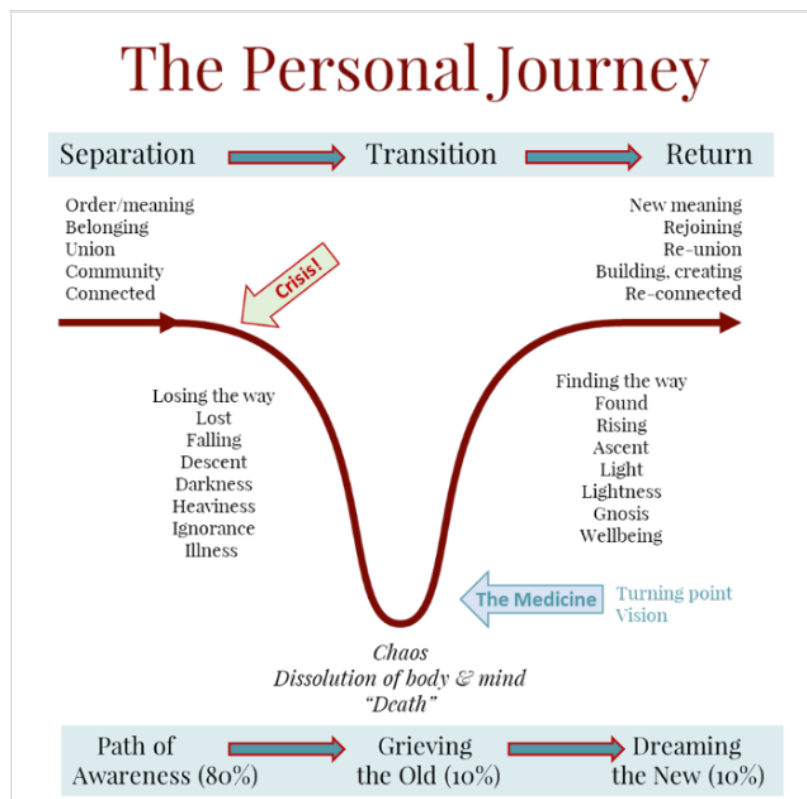 The Personal Journey
Separation
Transition
Return
Order/meaning
Belonging
Union
Community
Connected
Crisis!
New meaning
Rejoining
Re-union
Building, creating
Re-connected
Losing the way
Lost
Falling
Descent
Darkness
Heaviness
Ignorance
Illness
Finding the way
Found
Rising
Ascent
Light
Lightness
Gnosis
Wellbeing
The Medicine
Turning point
Vision
Chaos
Dissolution of body & mind
“Death”
Path of
Awareness (80%)
Grieving
the Old (10%)
Dreaming
the New (10%)